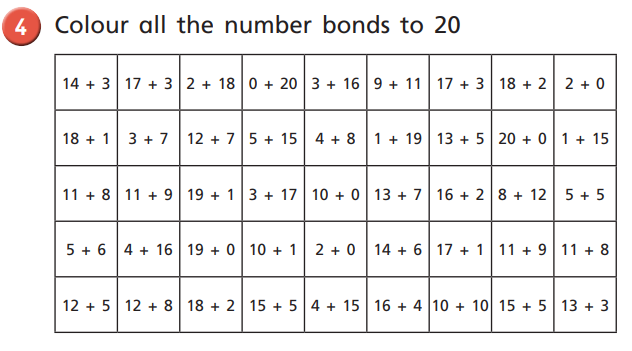 4 Colour all the number bonds to 20
14 + 3 17 + 3 2 + 18 0 + 20 3 + 16 9 + 11 17 + 3 18 + 2 2 + 0
18 + 1 3 + 7 12 + 7 5 + 15 4 + 8 1 + 19 13 + 5 20 + 0 1 + 15
11 + 8 11 + 9 19 + 1 3 + 17 10 + 0 13 + 7 16 + 2 8 + 12 5 + 5
5 + 6 4 + 16 19 + 0 10 + 1 2 + 0 14 + 6 17 + 1 11 + 9 11 + 8
12 + 5 12 + 8 18 + 2 15 + 5 4 + 15 16 + 4 10 + 10 15 + 5 13 + 3